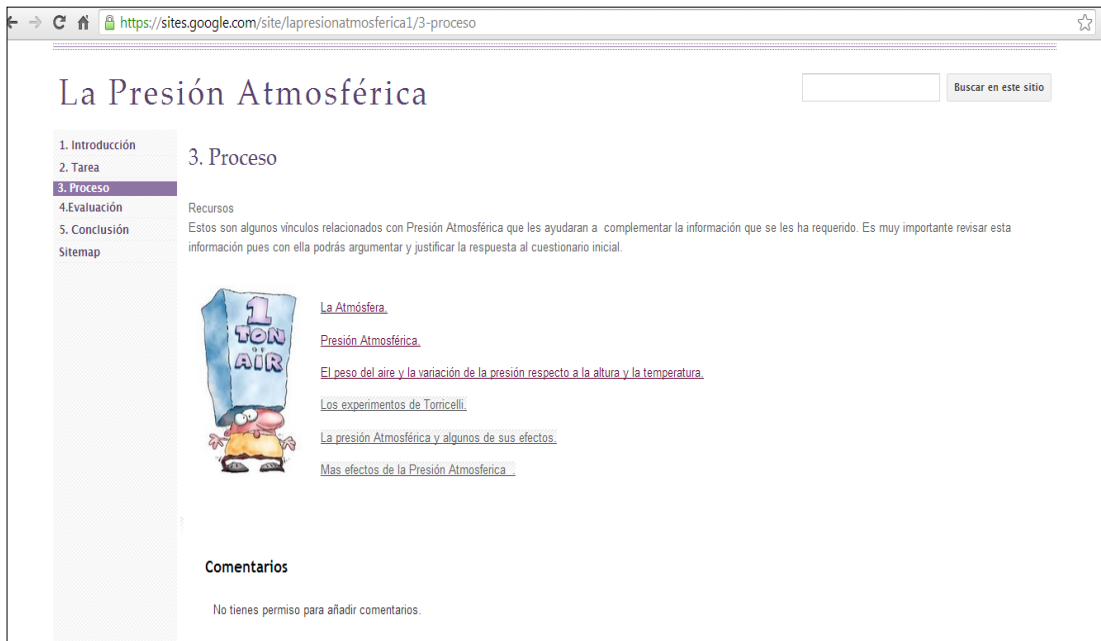 https://sites.google.com/site/lapresionatmosferica1/3-proceso
La Presión Atmosférica
Buscar en este sitio
1. Introducción
2. Tarea
3. Proceso
4.Evaluación
5. Conclusión
Sitemap
3. Proceso
Recursos
Estos son algunos vínculos relacionados con Presión Atmosférica que les ayudaran a complementar la información que se les ha requerido. Es muy importante revisar esta
información pues con ella podrás argumentar y justificar la respuesta al cuestionario inicial.
1
TON
OF
AIR
La Atmósfera.
Presión Atmosférica.
El peso del aire y la variación de la presión respecto a la altura y la temperatura.
Los experimentos de Torricelli.
La presión Atmosférica y algunos de sus efectos.
Mas efectos de la Presión Atmosferica .
Comentarios
No tienes permiso para añadir comentarios.